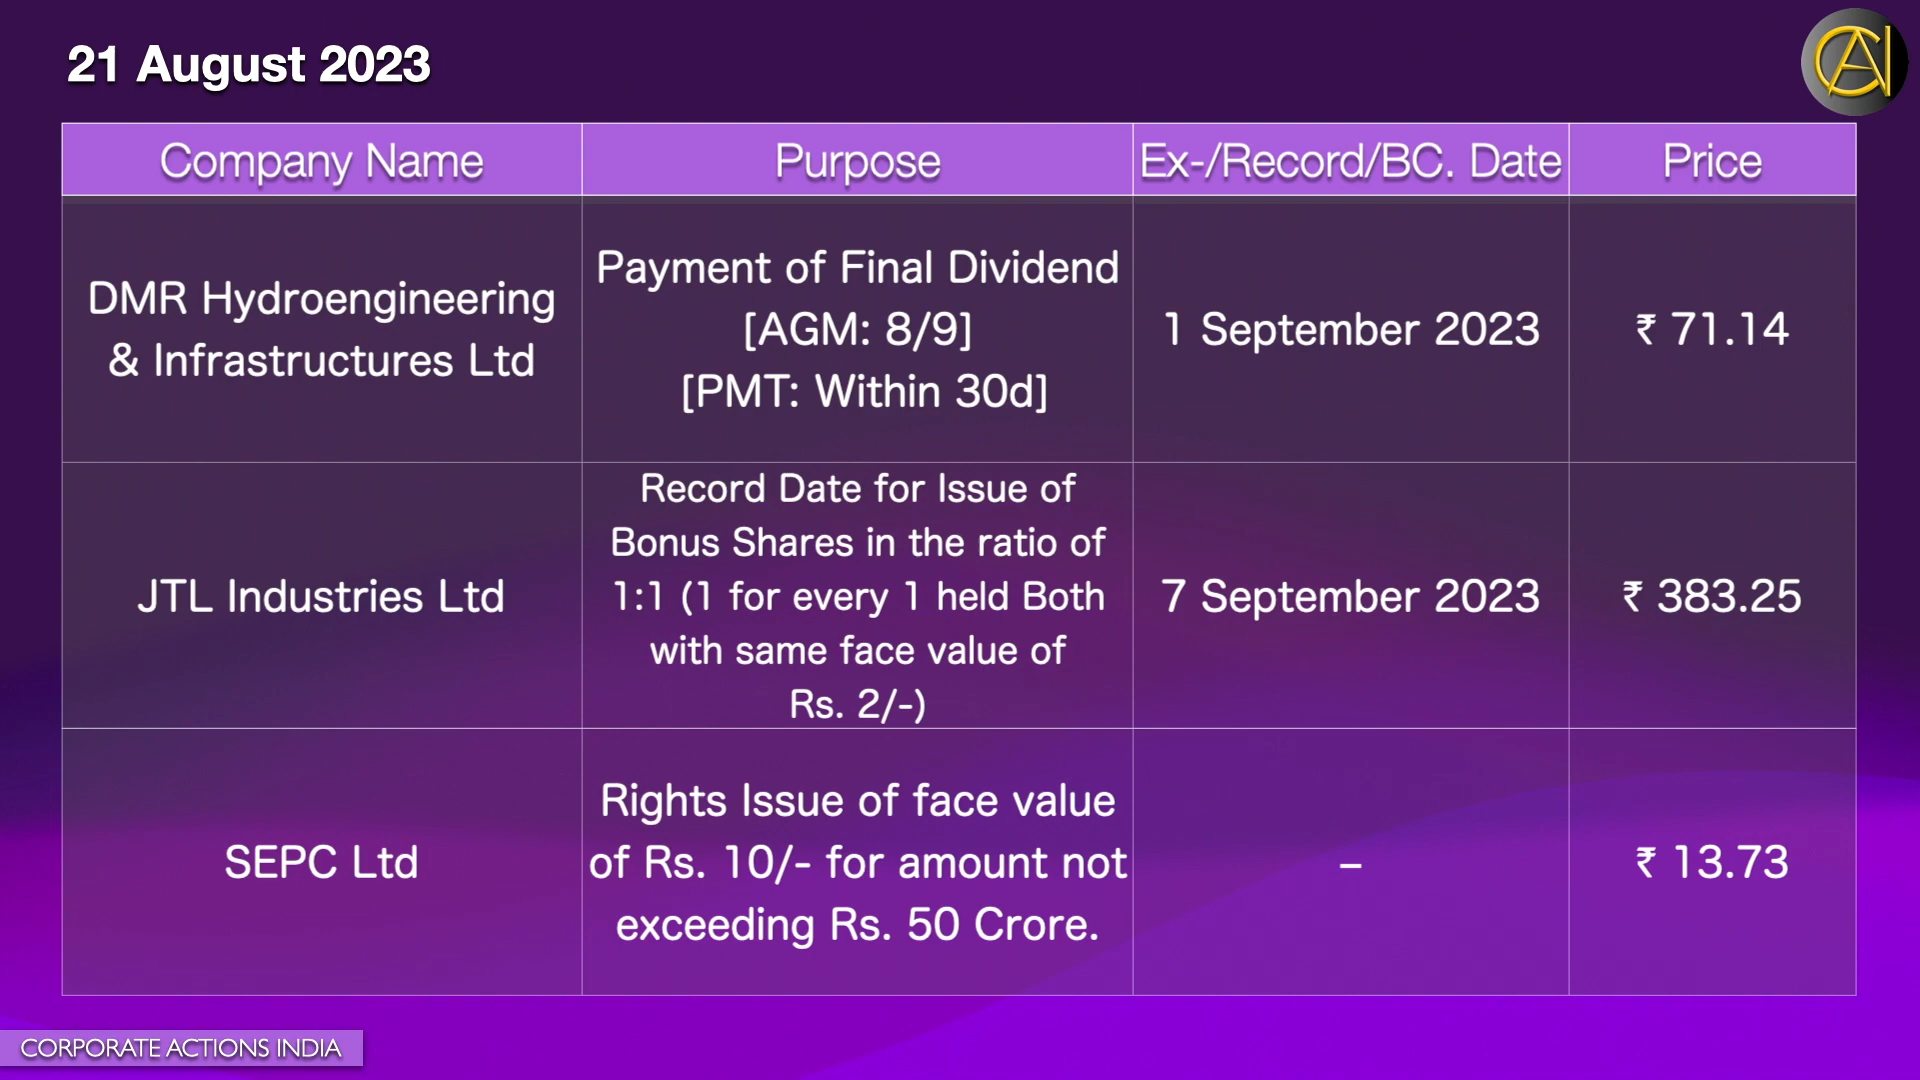 21 August 2023
CAI
Company Name
Purpose
Ex-/Record/BC. Date
Price
DMR Hydroengineering
& Infrastructures Ltd
Payment of Final Dividend
[AGM: 8/9]
[PMT: Within 30d]
1 September 2023
₹ 71.14
JTL Industries Ltd
Record Date for Issue of
Bonus Shares in the ratio of
1:1 (1 for every 1 held Both
with same face value of
Rs. 2/-)
7 September 2023
₹ 383.25
SEPC Ltd
Rights Issue of face value
of Rs. 10/- for amount not
exceeding Rs. 50 Crore.
–
₹ 13.73
CORPORATE ACTIONS INDIA